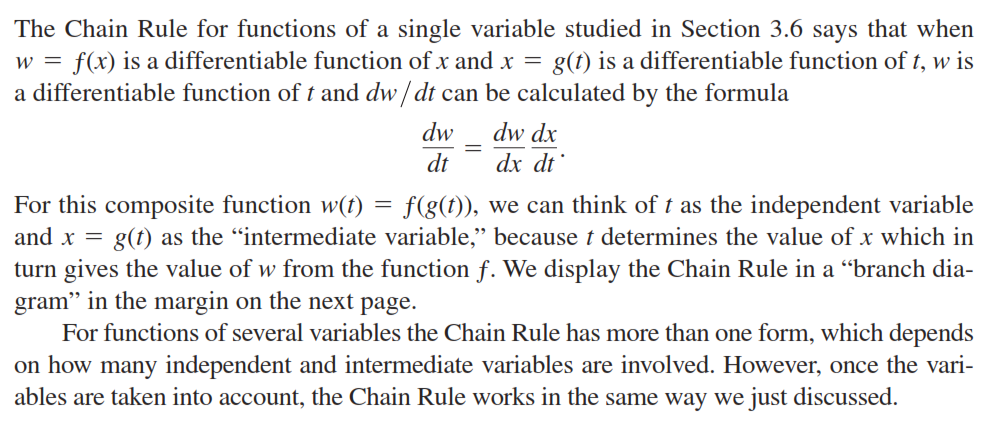 The Chain Rule for functions of a single variable studied in Section 3.6 says that when
w = f(x) is a differentiable function of x and x = g(t) is a differentiable function of t, w is
a differentiable function of t and dw/dt can be calculated by the formula
dw/dt = dw/dx dx/dt.
For this composite function w(t) = f(g(t)), we can think of t as the independent variable
and x = g(t) as the “intermediate variable,” because t determines the value of x which in
turn gives the value of w from the function f. We display the Chain Rule in a “branch dia-
gram” in the margin on the next page.
For functions of several variables the Chain Rule has more than one form, which depends
on how many independent and intermediate variables are involved. However, once the vari-
ables are taken into account, the Chain Rule works in the same way we just discussed.